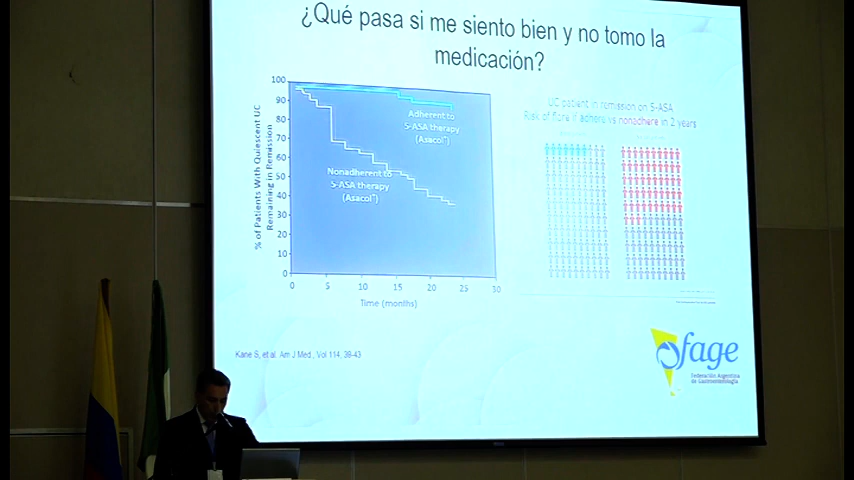 ¿Qué pasa si me siento bien y no tomo la
medicación?
% of Patients With Quiescent UC
Remaining in Remission
100
90
80
70
60
50
40
30
20
10
0
0 5 10 15 20 25 30
Time (months)
Adherent to
5-ASA therapy
(Asacol™)
Nonadherent to
5-ASA therapy
(Asacol™)
UC patient in remission on 5-ASA
Risk of flare if adhere vs nonadhere in 2 years
Kane S, et al. Am J Med , Vol 114, 39-43
fage
Federación Argentina
de Gastroenterología